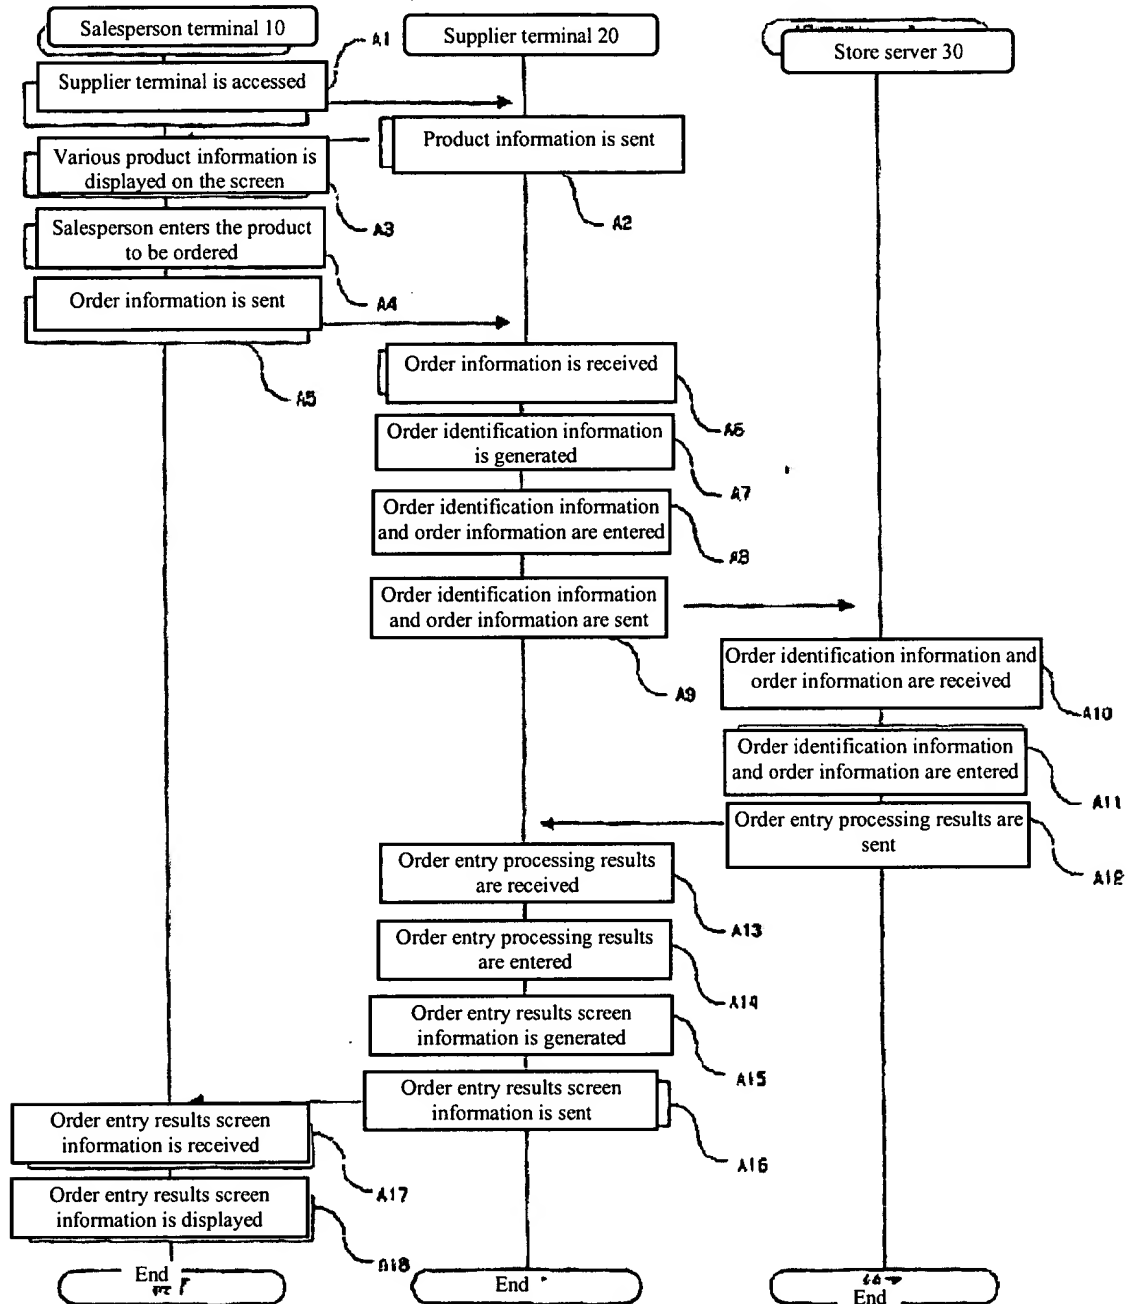 Salesperson terminal 10
Supplier terminal 20
Store server 30
Supplier terminal is accessed
A1
Product information is sent
A2
Various product information is
displayed on the screen
A3
Salesperson enters the product
to be ordered
A4
Order information is sent
A5
Order information is received
A6
Order identification information
is generated
A7
Order identification information
and order information are entered
A8
Order identification information
and order information are sent
A9
Order identification information and
order information are received
A10
Order identification information
and order information are entered
A11
Order entry processing results are
sent
A12
Order entry processing results
are received
A13
Order entry processing results
are entered
A14
Order entry results screen
information is generated
A15
Order entry results screen
information is sent
A16
Order entry results screen
information is received
A17
Order entry results screen
information is displayed
A18
End
End
End